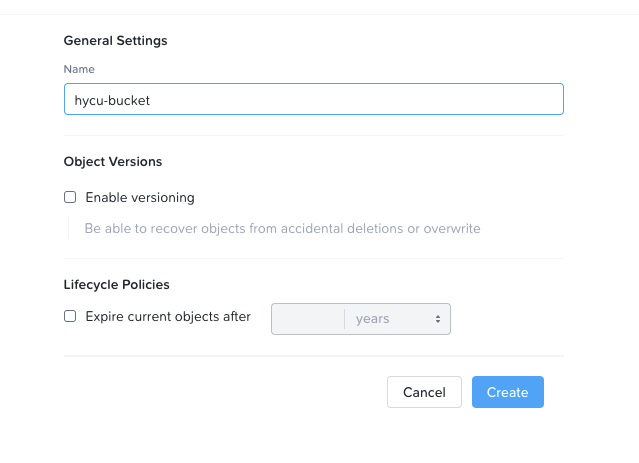 General Settings
Name
hycu-bucket
Object Versions
Enable versioning
Be able to recover objects from accidental deletions or overwrite
Lifecycle Policies
Expire current objects after years
Cancel Create